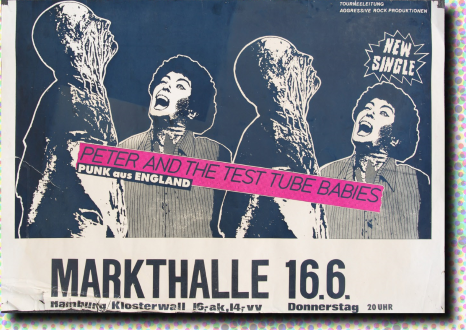 TOURNEELEITUNG
AGGRESSIVE ROCK PRODUKTIONEN
NEW
SINGLE
PETER AND THE TEST TUBE BABIES
PUNK aus ENGLAND
MARKTHALLE 16.6.
Hamburg/Klosterwall 16,-ak,14,-vv Donnerstag 20 UHR